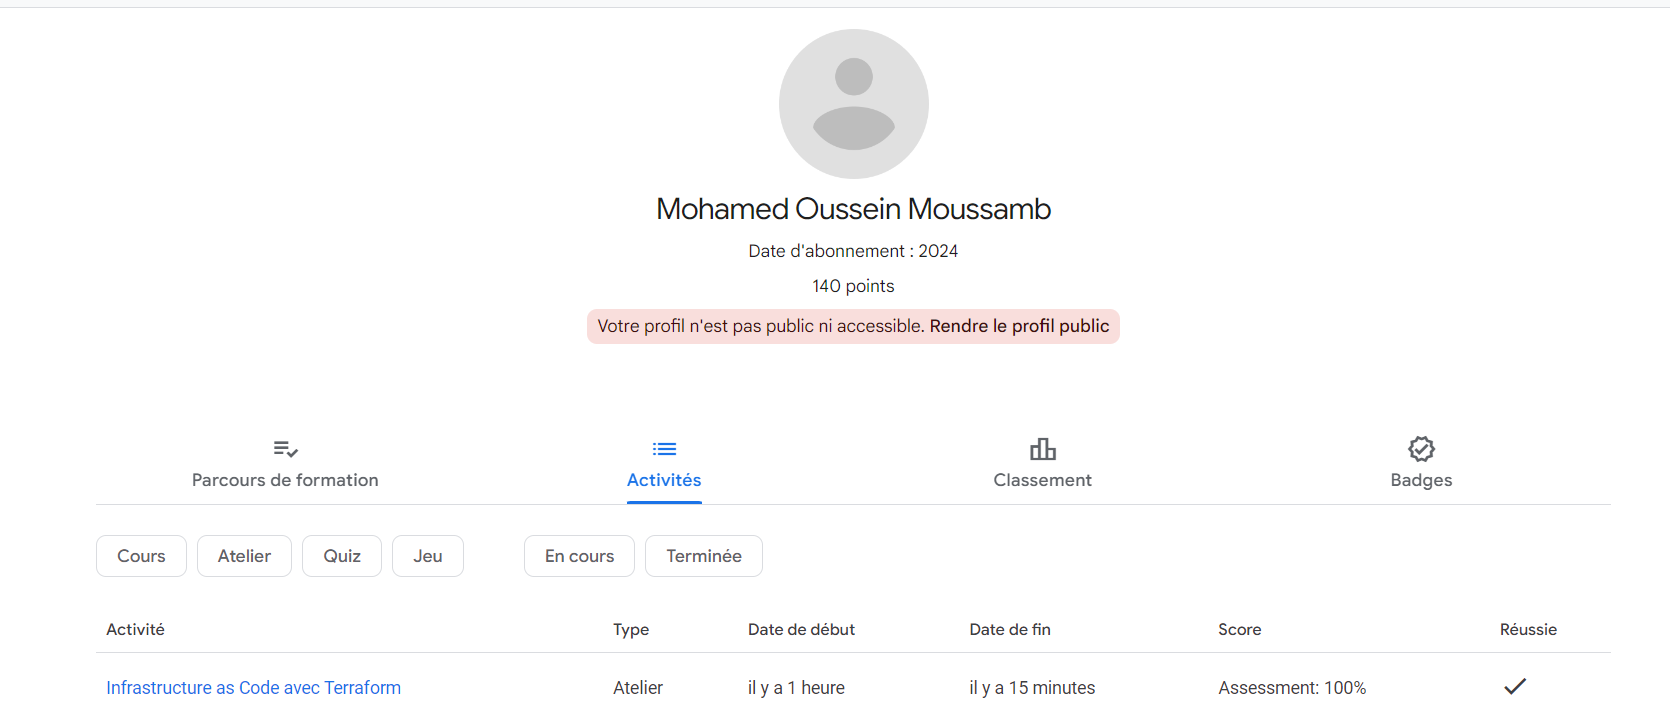 Mohamed Oussein Moussamb
Date d'abonnement : 2024
140 points
Votre profil n'est pas public ni accessible. Rendre le profil public
Parcours de formation Activités Classement Badges
Cours Atelier Quiz Jeu En cours Terminée
Activité Type Date de début Date de fin Score Réussie
Infrastructure as Code avec Terraform Atelier il y a 1 heure il y a 15 minutes Assessment: 100%